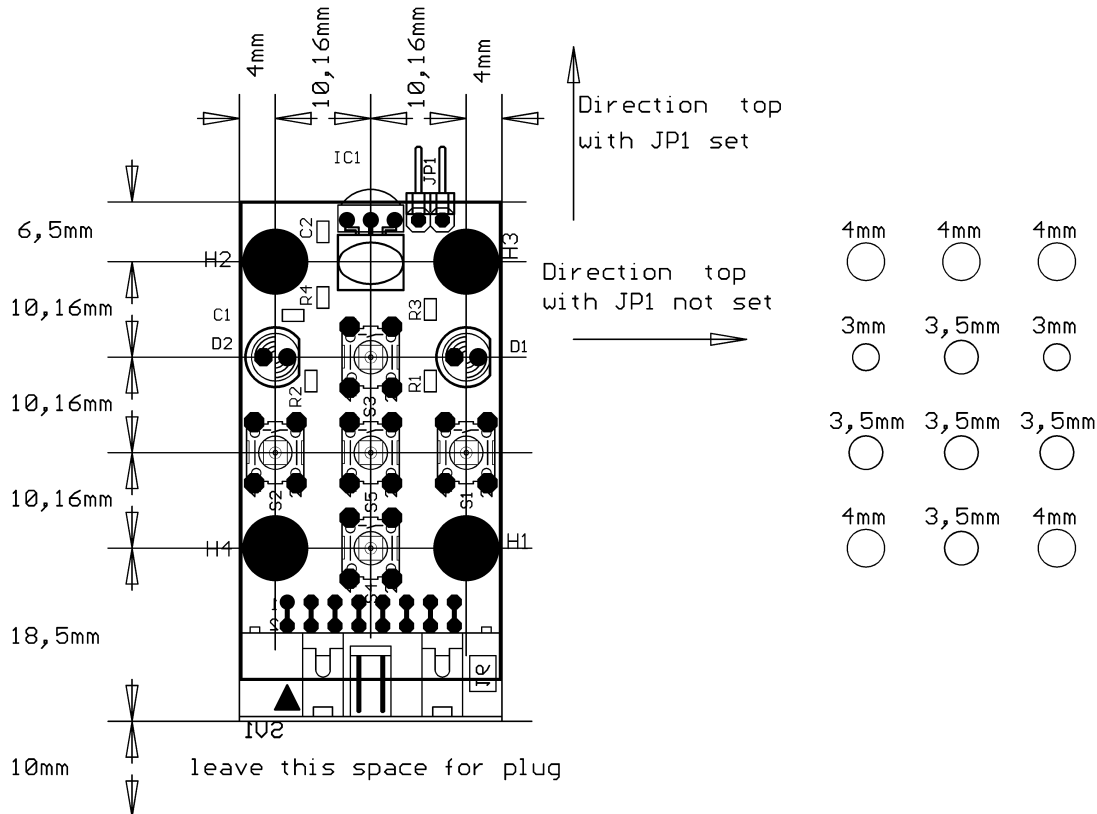 4mm
10,16mm
10,16mm
4mm
Direction top
with JP1 set
IC1
JP1
6,5mm
C2
H2
H3
4mm 4mm 4mm
Direction top
with JP1 not set
10,16mm
R4
R3
C1
3mm 3,5mm 3mm
D2
D1
10,16mm
R2
R1
S3
3,5mm 3,5mm 3,5mm
10,16mm
S2
S5
S1
4mm 3,5mm 4mm
H4
H1
S4
18,5mm
SV1
10mm
leave this space for plug